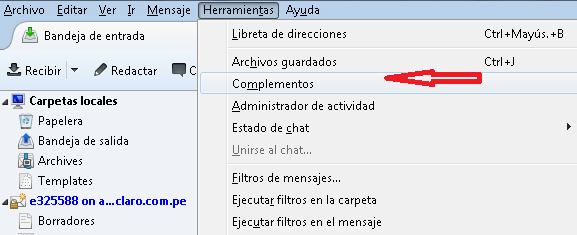 Archivo Editar Ver Ir Mensaje Herramientas Ayuda
Bandeja de entrada
Recibir Redactar C
Carpetas locales
Papelera
Bandeja de salida
Archives
Templates
e325588 on a...claro.com.pe
Borradores
Libreta de direcciones Ctrl+Mayús.+B
Archivos guardados Ctrl+J
Complementos
Administrador de actividad
Estado de chat
Unirse al chat...
Filtros de mensajes...
Ejecutar filtros en la carpeta
Ejecutar filtros en el mensaje